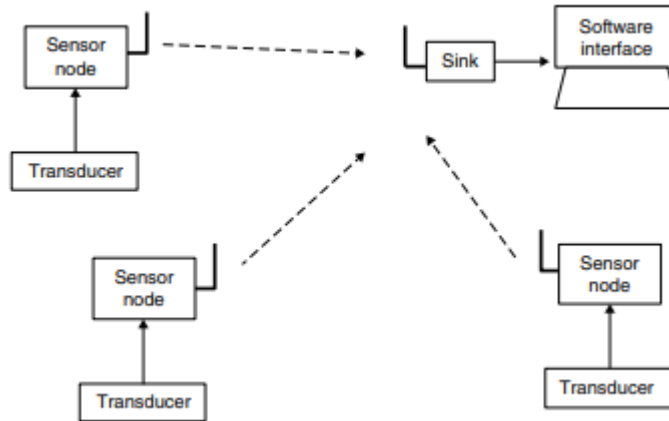 Sensor
node
Sink
Software
interface
Transducer
Sensor
node
Sensor
node
Transducer
Transducer